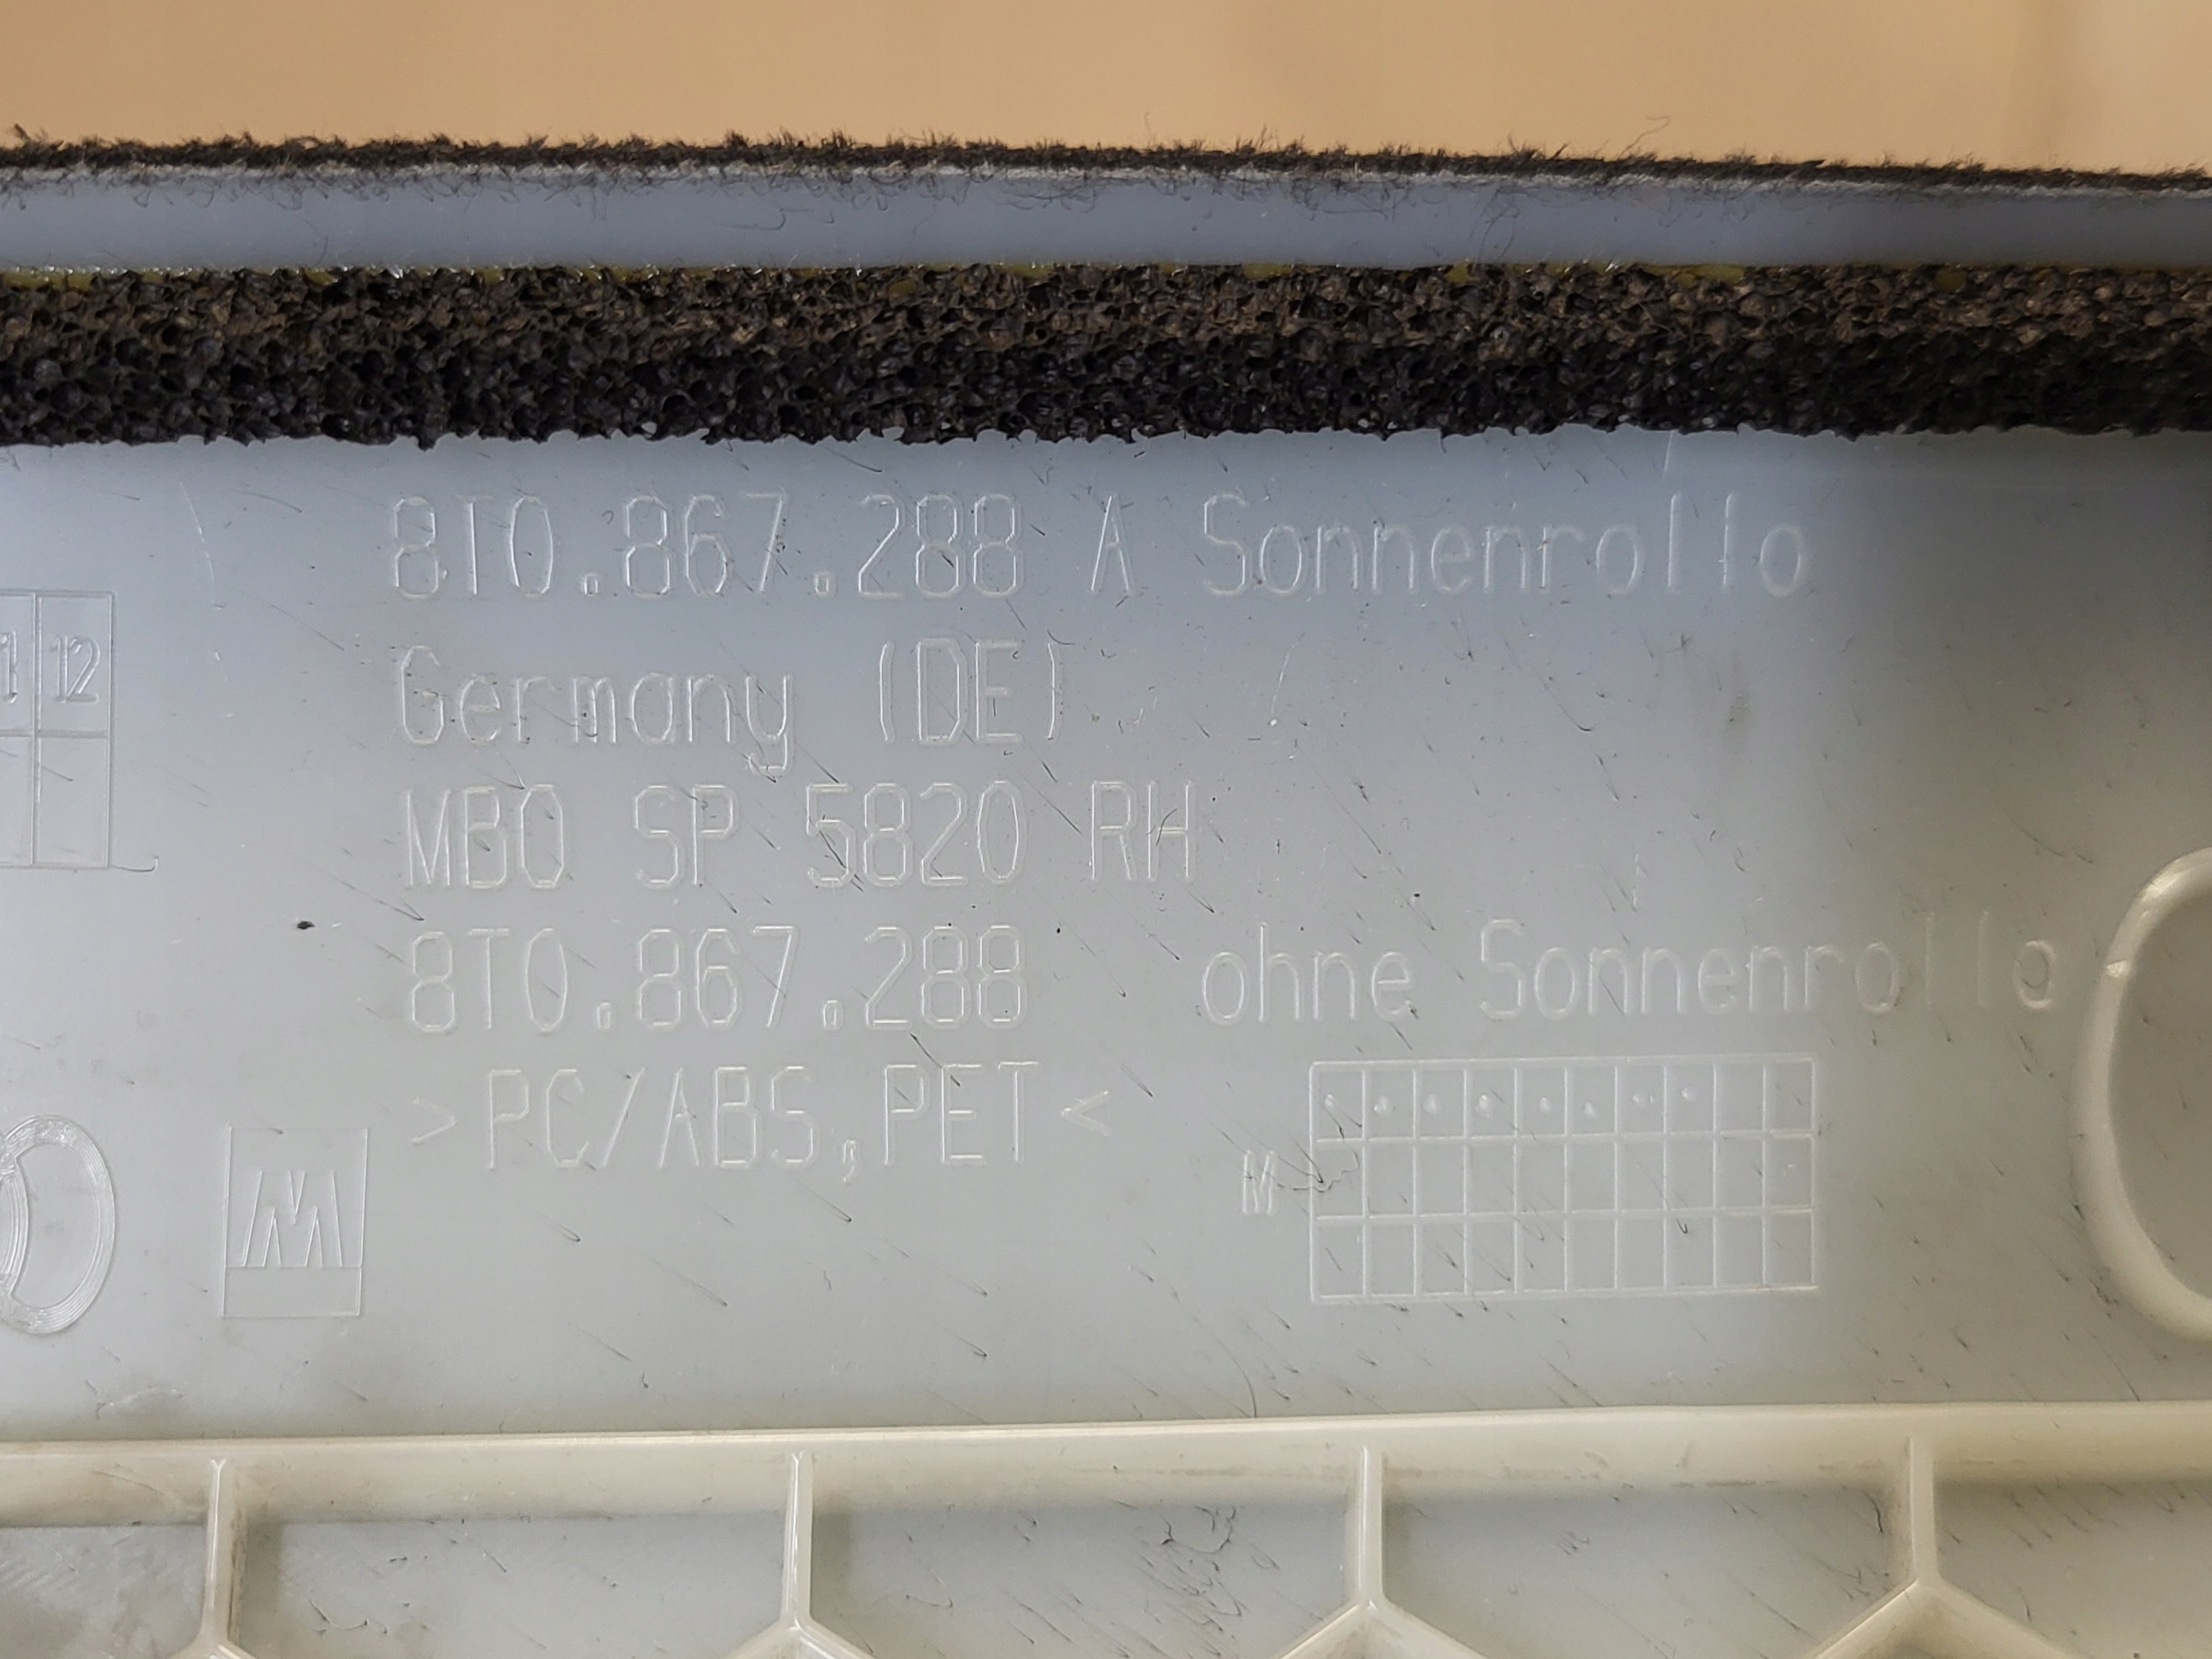 8T0.867.288 A Sonnenrollo
12
Germany (DE)
MBO SP 5820 RH
8T0.867.288 ohne Sonnenrollo
>PC/ABS,PET<
M